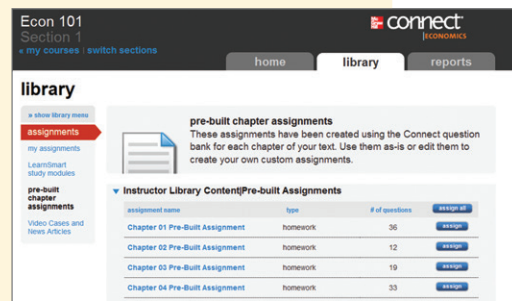 Econ 101
Section 1
« my courses | switch sections
connect
ECONOMICS
home library reports
library
» show library menu
assignments
my assignments
LearnSmart
study modules
pre-built
chapter
assignments
Video Cases and
News Articles
pre-built chapter assignments
These assignments have been created using the Connect question
bank for each chapter of your text. Use them as-is or edit them to
create your own custom assignments.
Instructor Library Content|Pre-built Assignments
assignment name type # of questions assign all
Chapter 01 Pre-Built Assignment homework 36 assign
Chapter 02 Pre-Built Assignment homework 12 assign
Chapter 03 Pre-Built Assignment homework 19 assign
Chapter 04 Pre-Built Assignment homework 33 assign